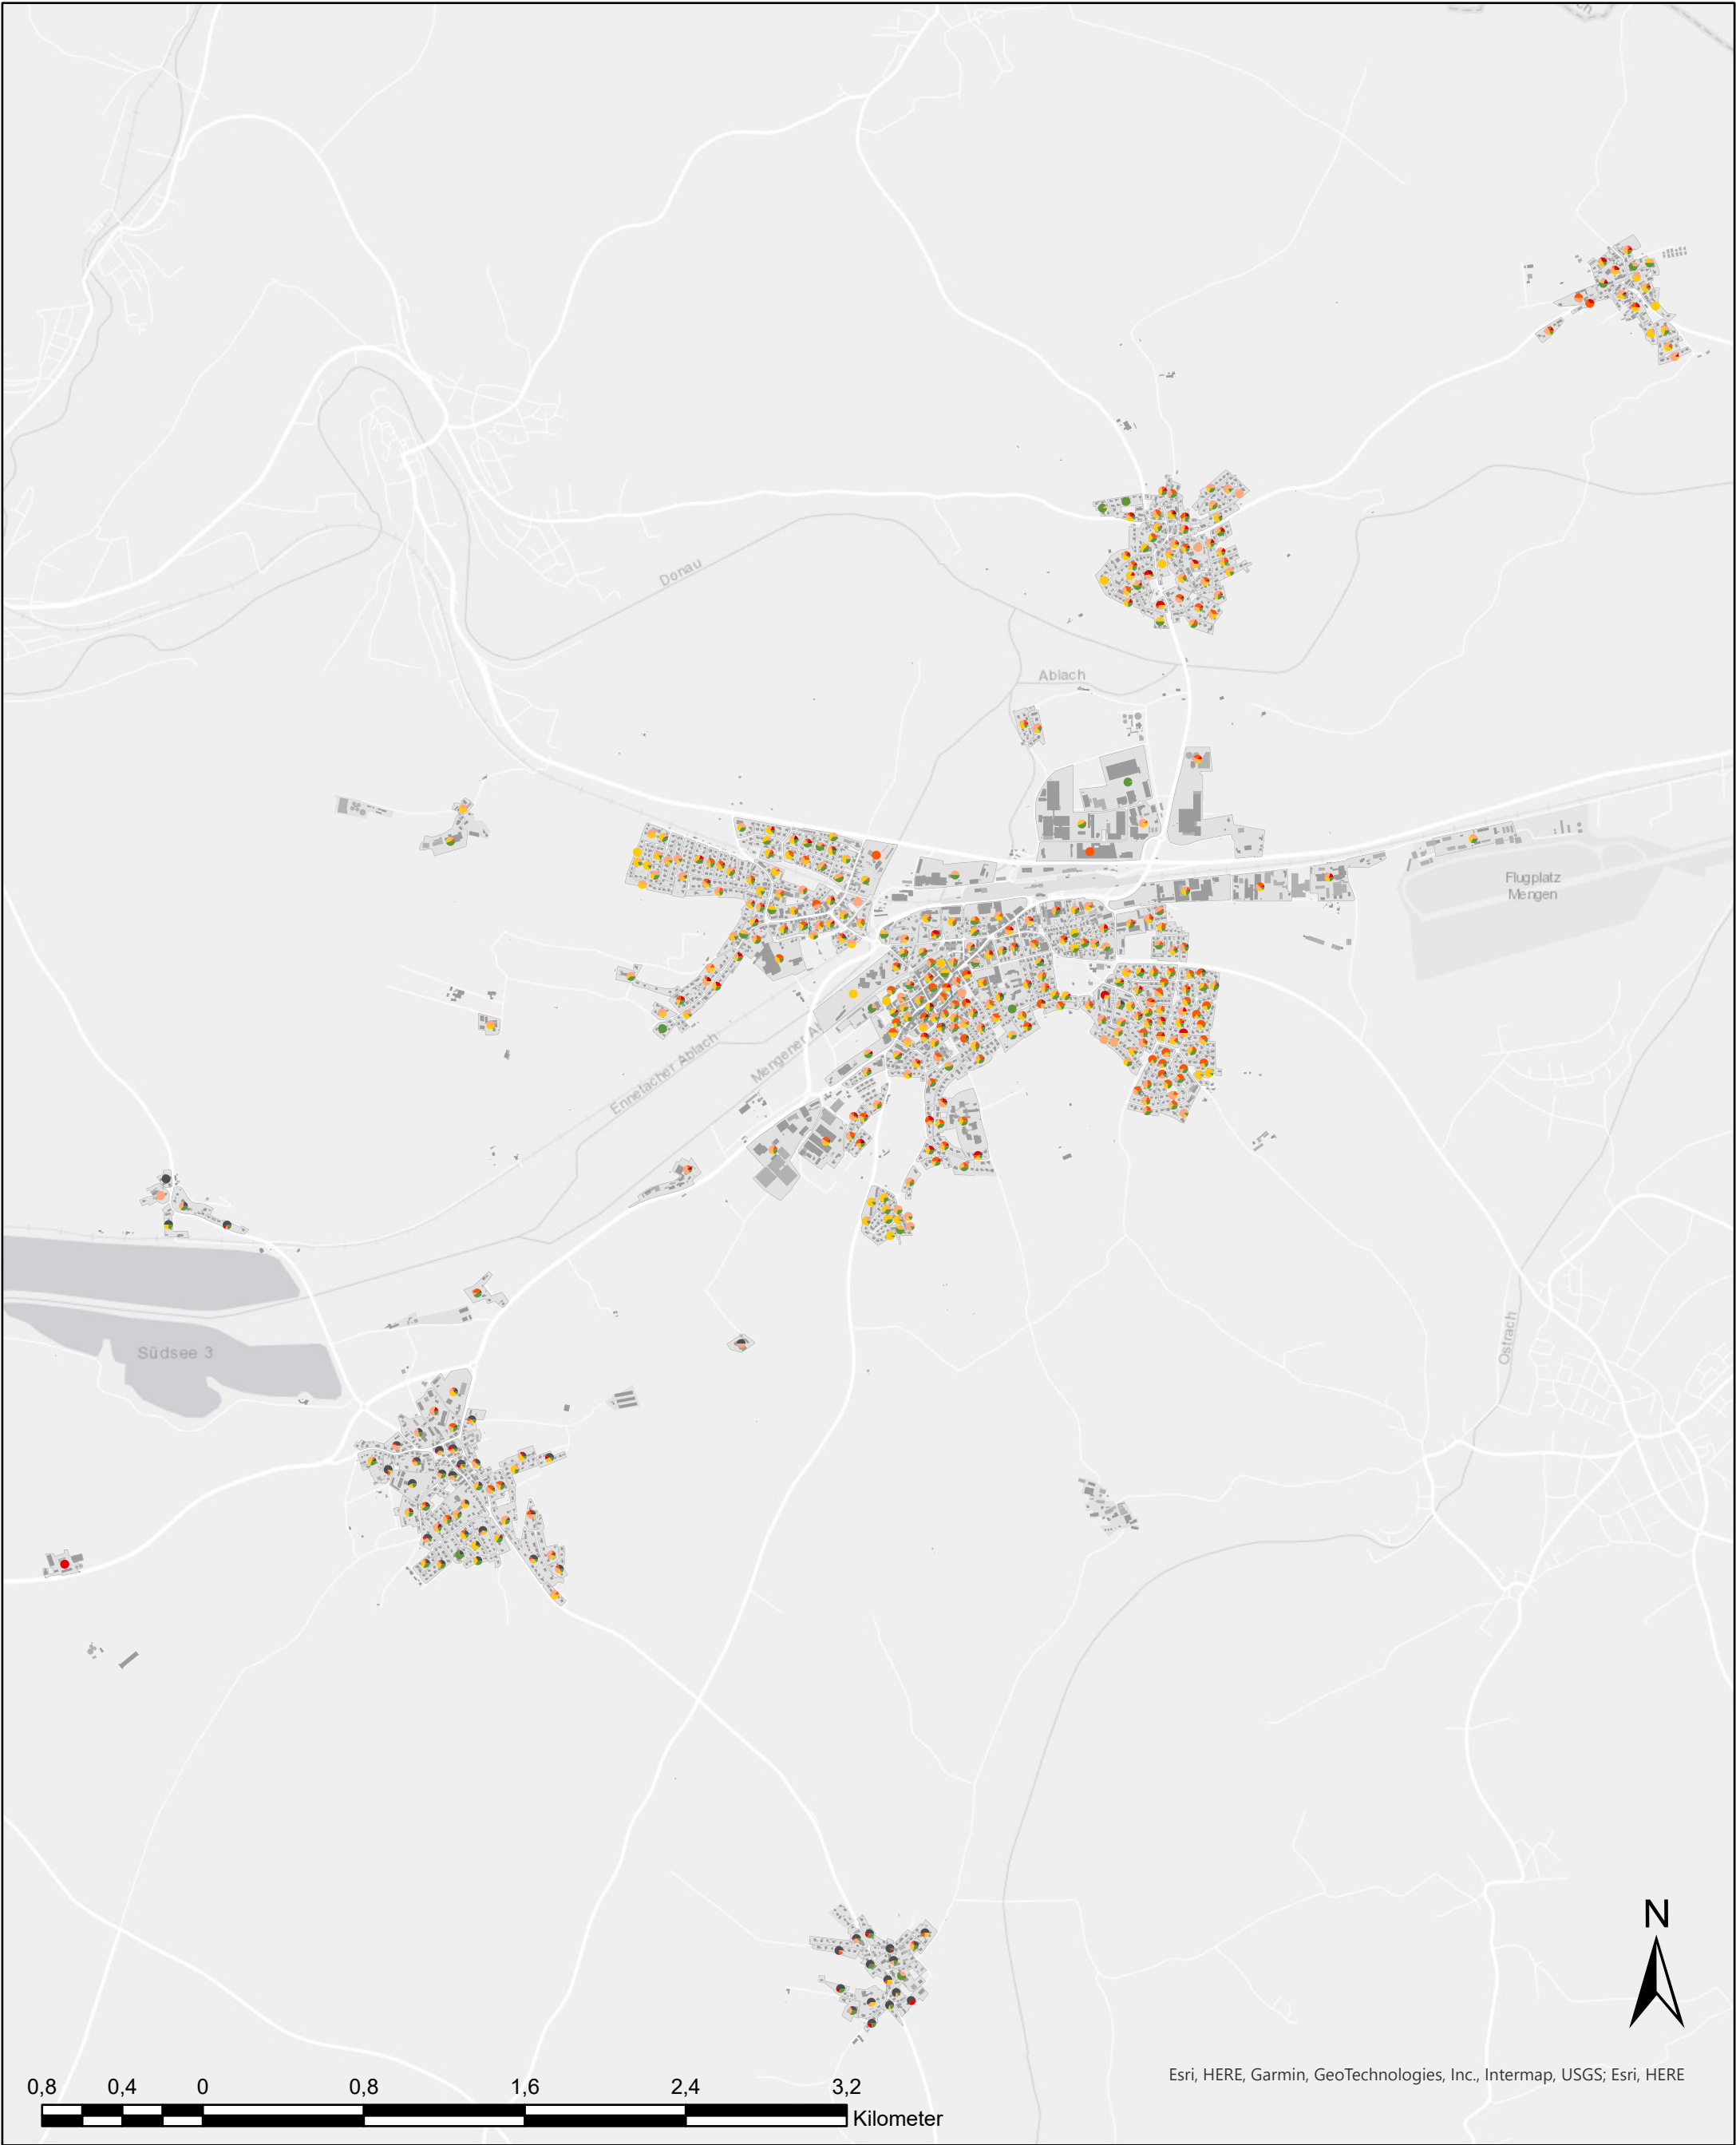 Donau
Ablach
Flugplatz
Mengen
Ennetacher Ablach
Mengener A
Südsee 3
Ostrach
N
Esri, HERE, Garmin, GeoTechnologies, Inc., Intermap, USGS; Esri, HERE
0,8 0,4 0 0,8 1,6 2,4 3,2
Kilometer